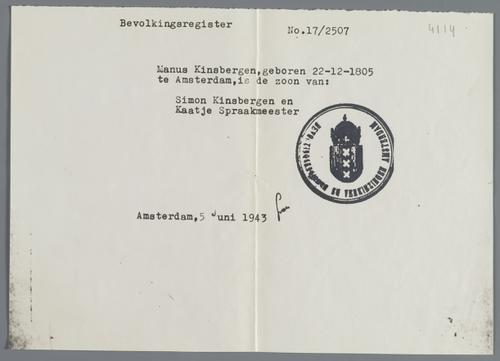 Bevolkingsregister
No.17/2507
4114
Manus Kinsbergen,geboren 22-12-1805
te Amsterdam,is de zoon van:
Simon Kinsbergen en
Kaatje Spraakmeester
AMSTERDAM
Amsterdam,5 Juni 1943